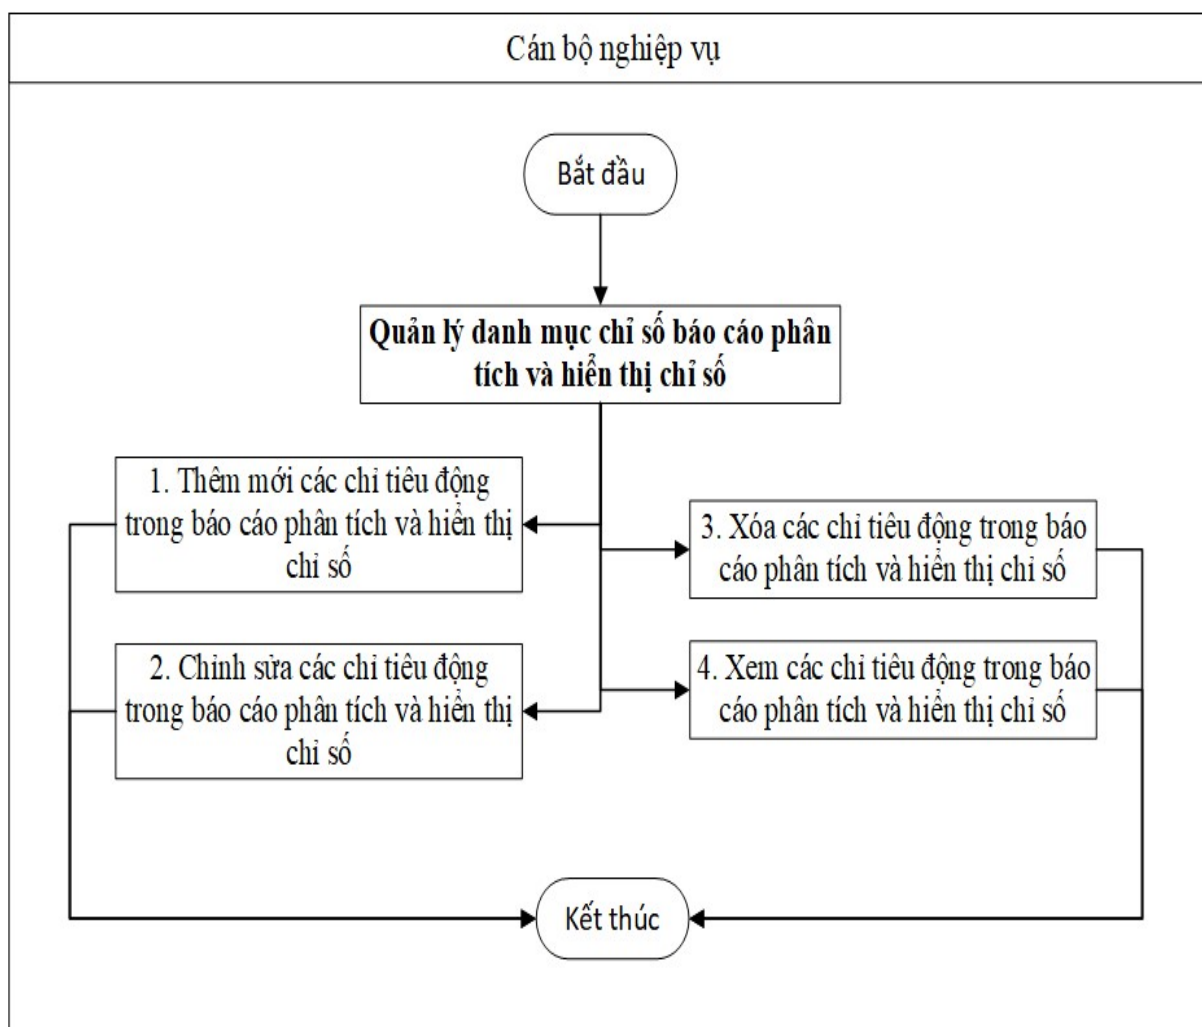 Cán bộ nghiệp vụ
Bắt đầu
Quản lý danh mục chỉ số báo cáo phân
tích và hiển thị chỉ số
1. Thêm mới các chỉ tiêu động
trong báo cáo phân tích và hiển thị
chỉ số
2. Chỉnh sửa các chỉ tiêu động
trong báo cáo phân tích và hiển thị
chỉ số
3. Xóa các chỉ tiêu động trong báo
cáo phân tích và hiển thị chỉ số
4. Xem các chỉ tiêu động trong báo
cáo phân tích và hiển thị chỉ số
Kết thúc